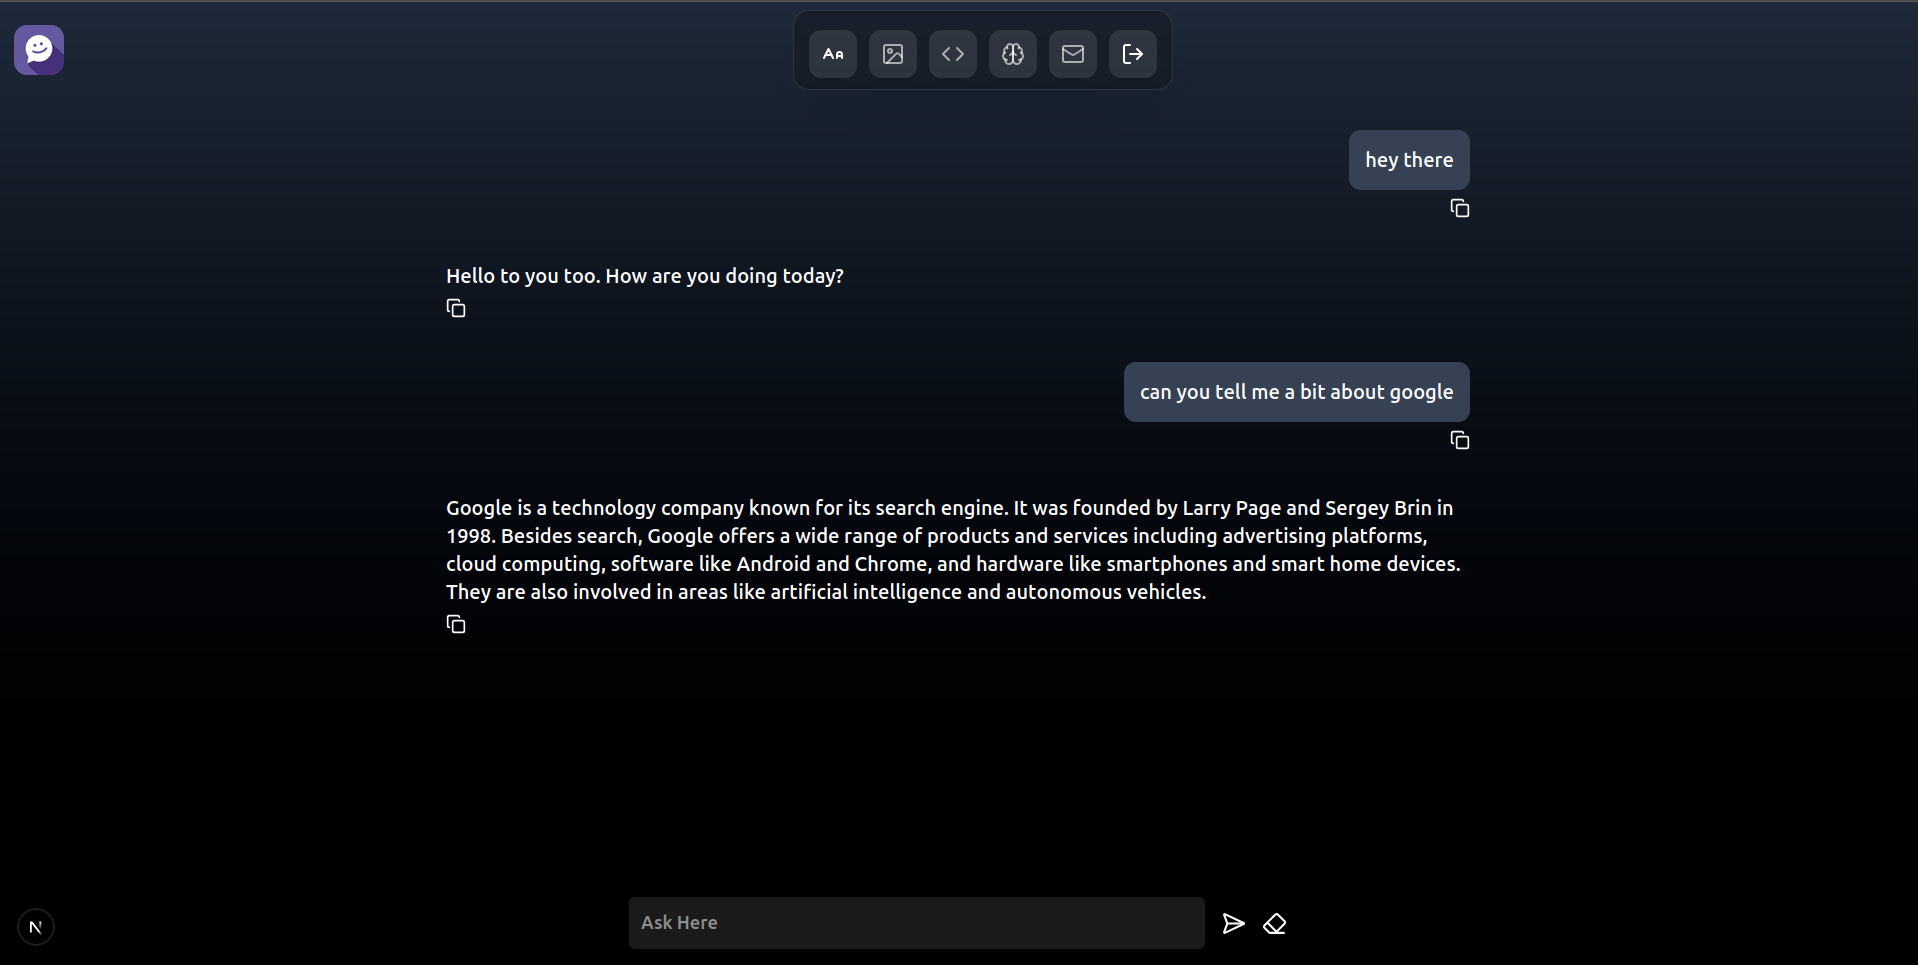 Aa
hey there
Hello to you too. How are you doing today?
can you tell me a bit about google
Google is a technology company known for its search engine. It was founded by Larry Page and Sergey Brin in
1998. Besides search, Google offers a wide range of products and services including advertising platforms,
cloud computing, software like Android and Chrome, and hardware like smartphones and smart home devices.
They are also involved in areas like artificial intelligence and autonomous vehicles.
Ask Here
N